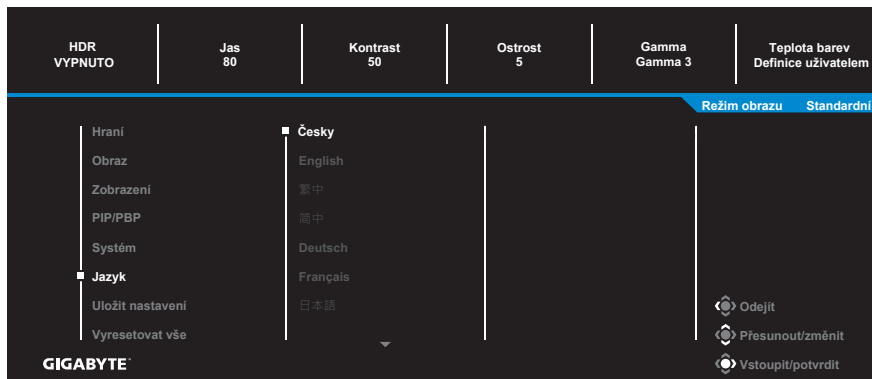 HDR
VYPNUTO
Jas
80
Kontrast
50
Ostrost
5
Gamma
Gamma 3
Teplota barev
Definice uživatelem
Režim obrazu Standardní
Hraní
Obraz
Zobrazení
PIP/PBP
Systém
Jazyk
Uložit nastavení
Vyresetovat vše
Česky
English
繁中
简中
Deutsch
Français
日本語
Odejít
Přesunout/změnit
Vstoupit/potvrdit
GIGABYTE